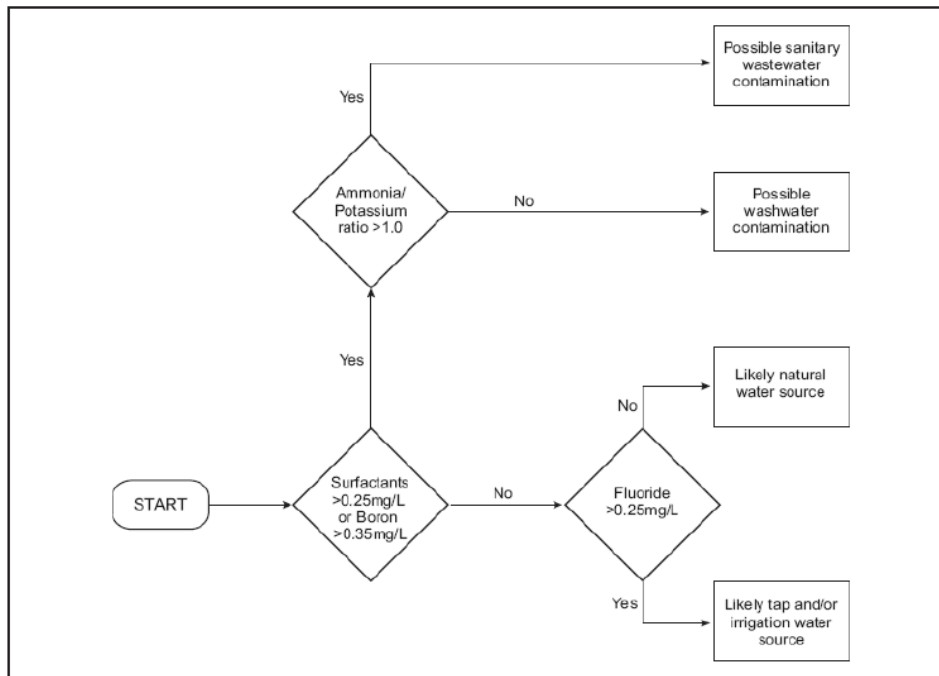 Possible sanitary
wastewater
contamination
Yes
Ammonia/
Potassium
ratio >1.0
No
Possible
washwater
contamination
Yes
Likely natural
water source
No
START
Surfactants
>0.25mg/L
or Boron
>0.35mg/L
No
Fluoride
>0.25mg/L
Yes
Likely tap and/or
irrigation water
source